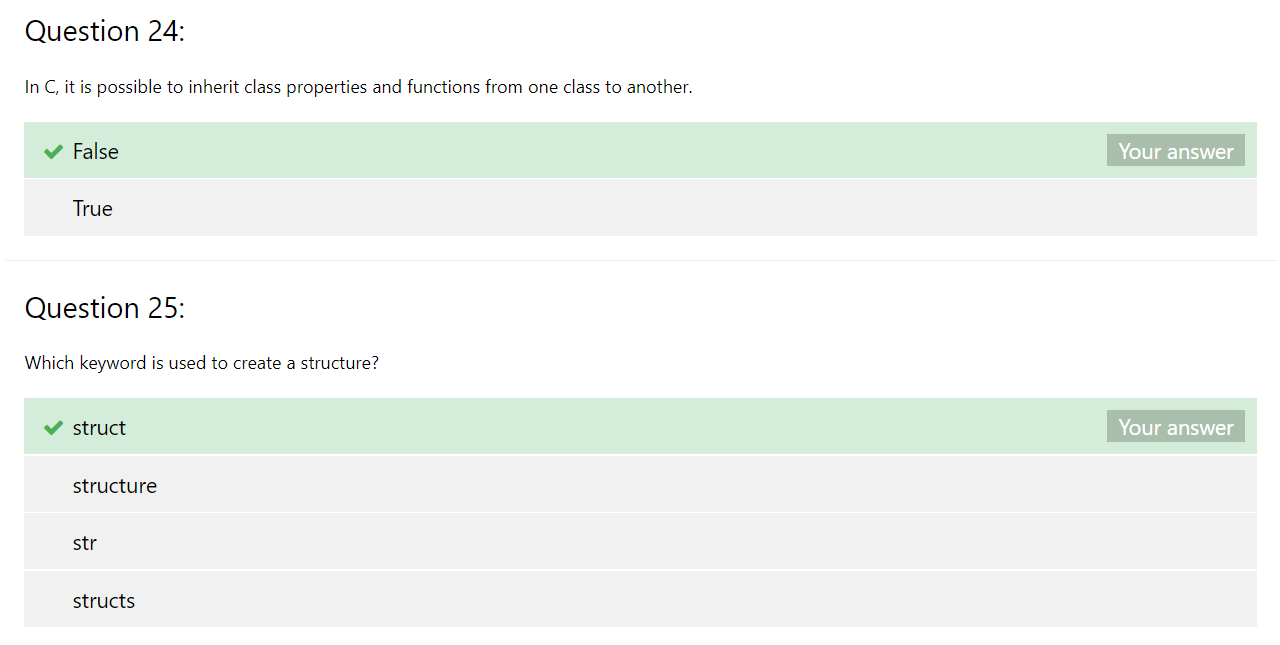 Question 24:
In C, it is possible to inherit class properties and functions from one class to another.
False Your answer
True
Question 25:
Which keyword is used to create a structure?
struct Your answer
structure
str
structs